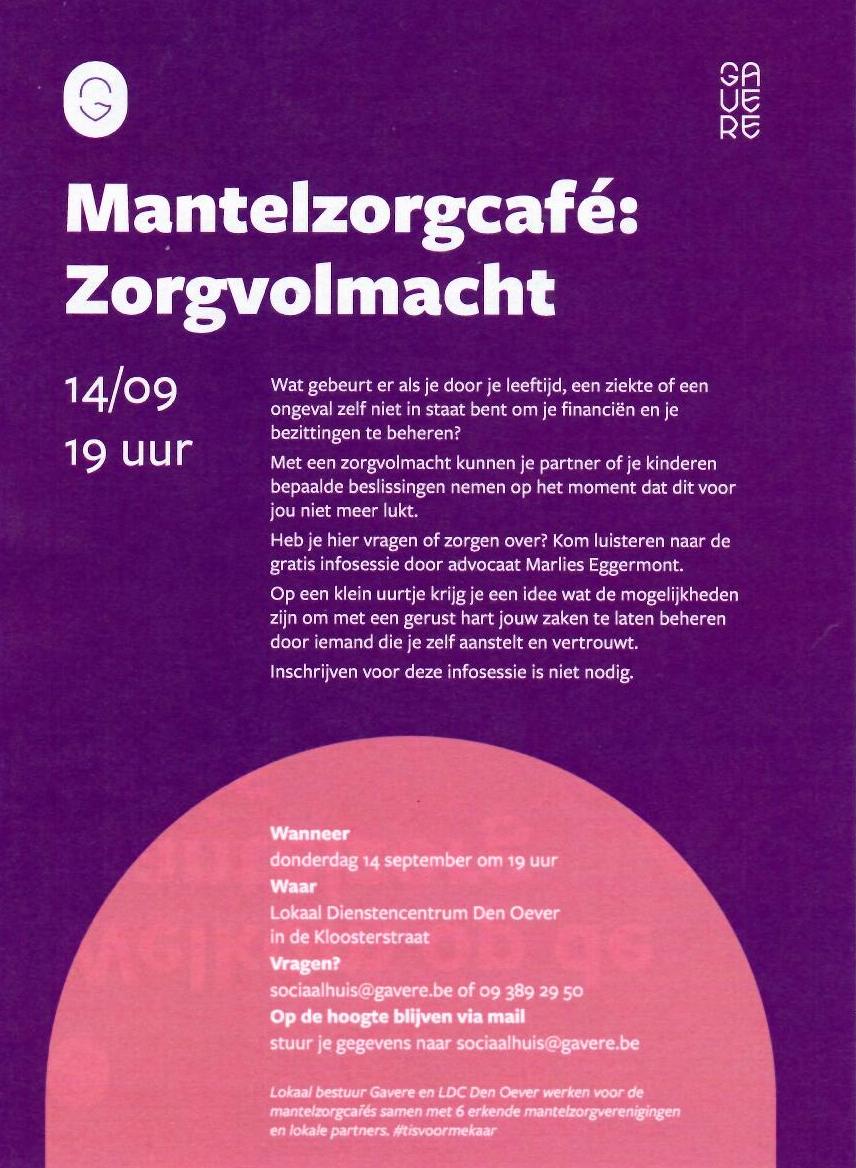 GA
VE
RE
Mantelzorgcafé:
Zorgvolmacht
14/09
19 uur
Wat gebeurt er als je door je leeftijd, een ziekte of een
ongeval zelf niet in staat bent om je financiën en je
bezittingen te beheren?
Met een zorgvolmacht kunnen je partner of je kinderen
bepaalde beslissingen nemen op het moment dat dit voor
jou niet meer lukt.
Heb je hier vragen of zorgen over? Kom luisteren naar de
gratis infosessie door advocaat Marlies Eggermont.
Op een klein uurtje krijg je een idee wat de mogelijkheden
zijn om met een gerust hart jouw zaken te laten beheren
door iemand die je zelf aanstelt en vertrouwt.
Inschrijven voor deze infosessie is niet nodig.
Wanneer
donderdag 14 september om 19 uur
Waar
Lokaal Dienstencentrum Den Oever
in de Kloosterstraat
Vragen?
sociaalhuis@gavere.be of 09 389 29 50
Op de hoogte blijven via mail
stuur je gegevens naar sociaalhuis@gavere.be
Lokaal bestuur Gavere en LDC Den Oever werken voor de
mantelzorgcafés samen met 6 erkende mantelzorgverenigingen
en lokale partners. #tisvoormekaar